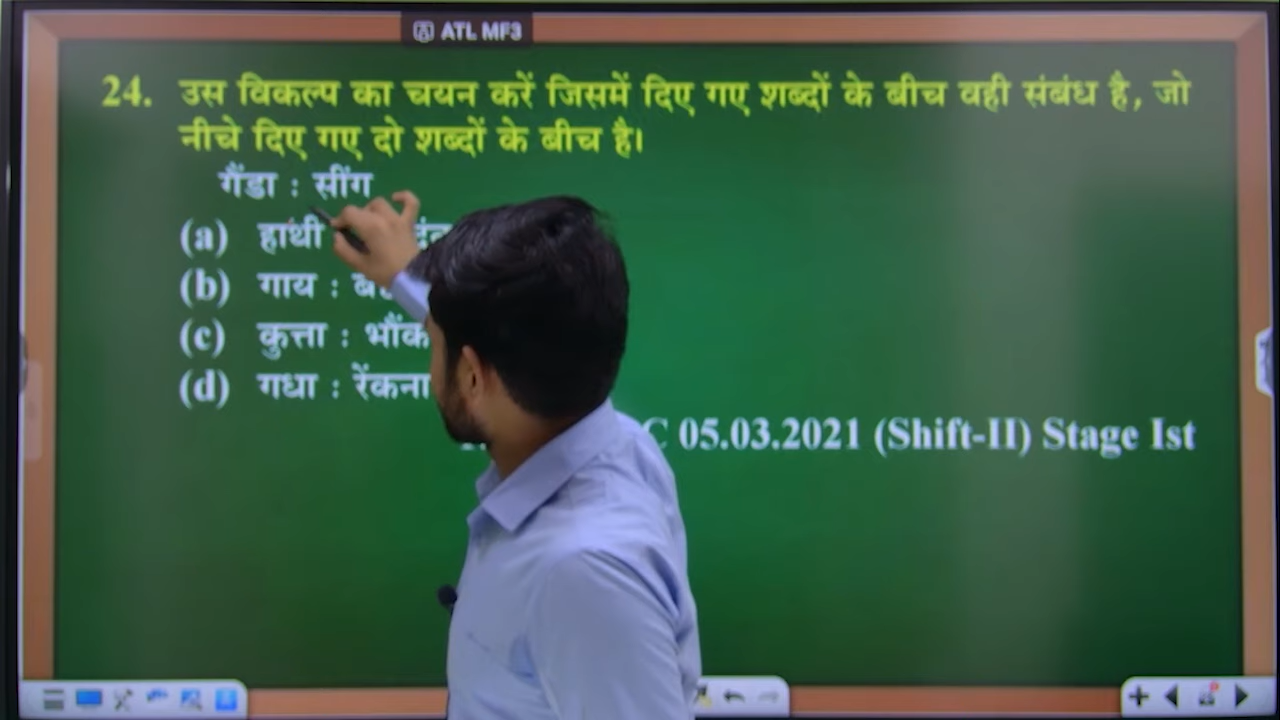 ATL MF3
24. उस विकल्प का चयन करें जिसमें दिए गए शब्दों के बीच वही संबंध है, जो
नीचे दिए गए दो शब्दों के बीच है।
गैंडा : सींग
(a) हाथी
(b) गाय :
(c) कुत्ता :
(d) गधा : रेंकना
05.03.2021 (Shift-II) Stage Ist